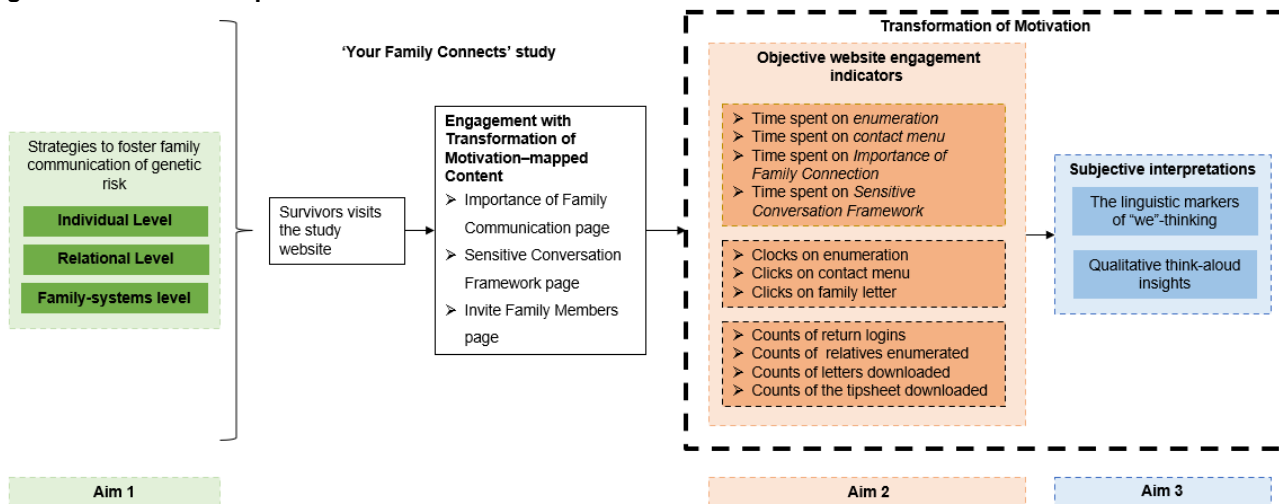 Transformation of Motivation
'Your Family Connects' study
Strategies to foster family
communication of genetic
risk
Individual Level
Relational Level
Family-systems level
Survivors visits
the study
website
Engagement with
Transformation of
Motivation–mapped
Content
➢ Importance of Family
Communication page
➢ Sensitive Conversation
Framework page
➢ Invite Family Members
page
Objective website engagement
indicators
➢ Time spent on enumeration
➢ Time spent on contact menu
➢ Time spent on Importance of
Family Connection
➢ Time spent on Sensitive
Conversation Framework
➢ Clocks on enumeration
➢ Clicks on contact menu
➢ Clicks on family letter
➢ Counts of return logins
➢ Counts of relatives enumerated
➢ Counts of letters downloaded
➢ Counts of the tipsheet downloaded
Subjective interpretations
The linguistic markers
of "we"-thinking
Qualitative think-aloud
insights
Aim 1
Aim 2
Aim 3